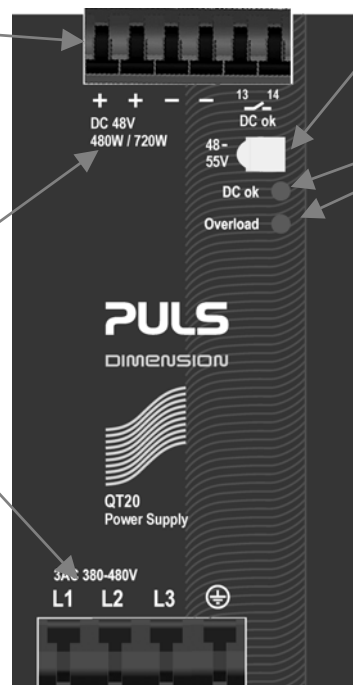 + + − −
13 14
DC ok
DC 48V
480W / 720W
48–
55V
DC ok
Overload
PULS
DIMENSION
QT20
Power Supply
3AC 380-480V
L1 L2 L3